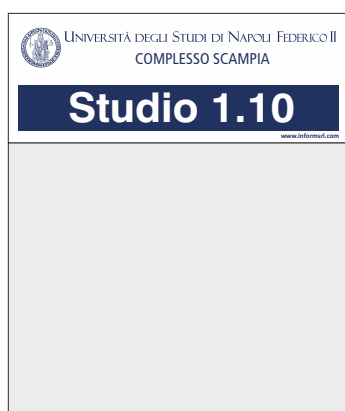 Università degli Studi di Napoli Federico II
COMPLESSO SCAMPIA
Studio 1.10
www.informsrl.com